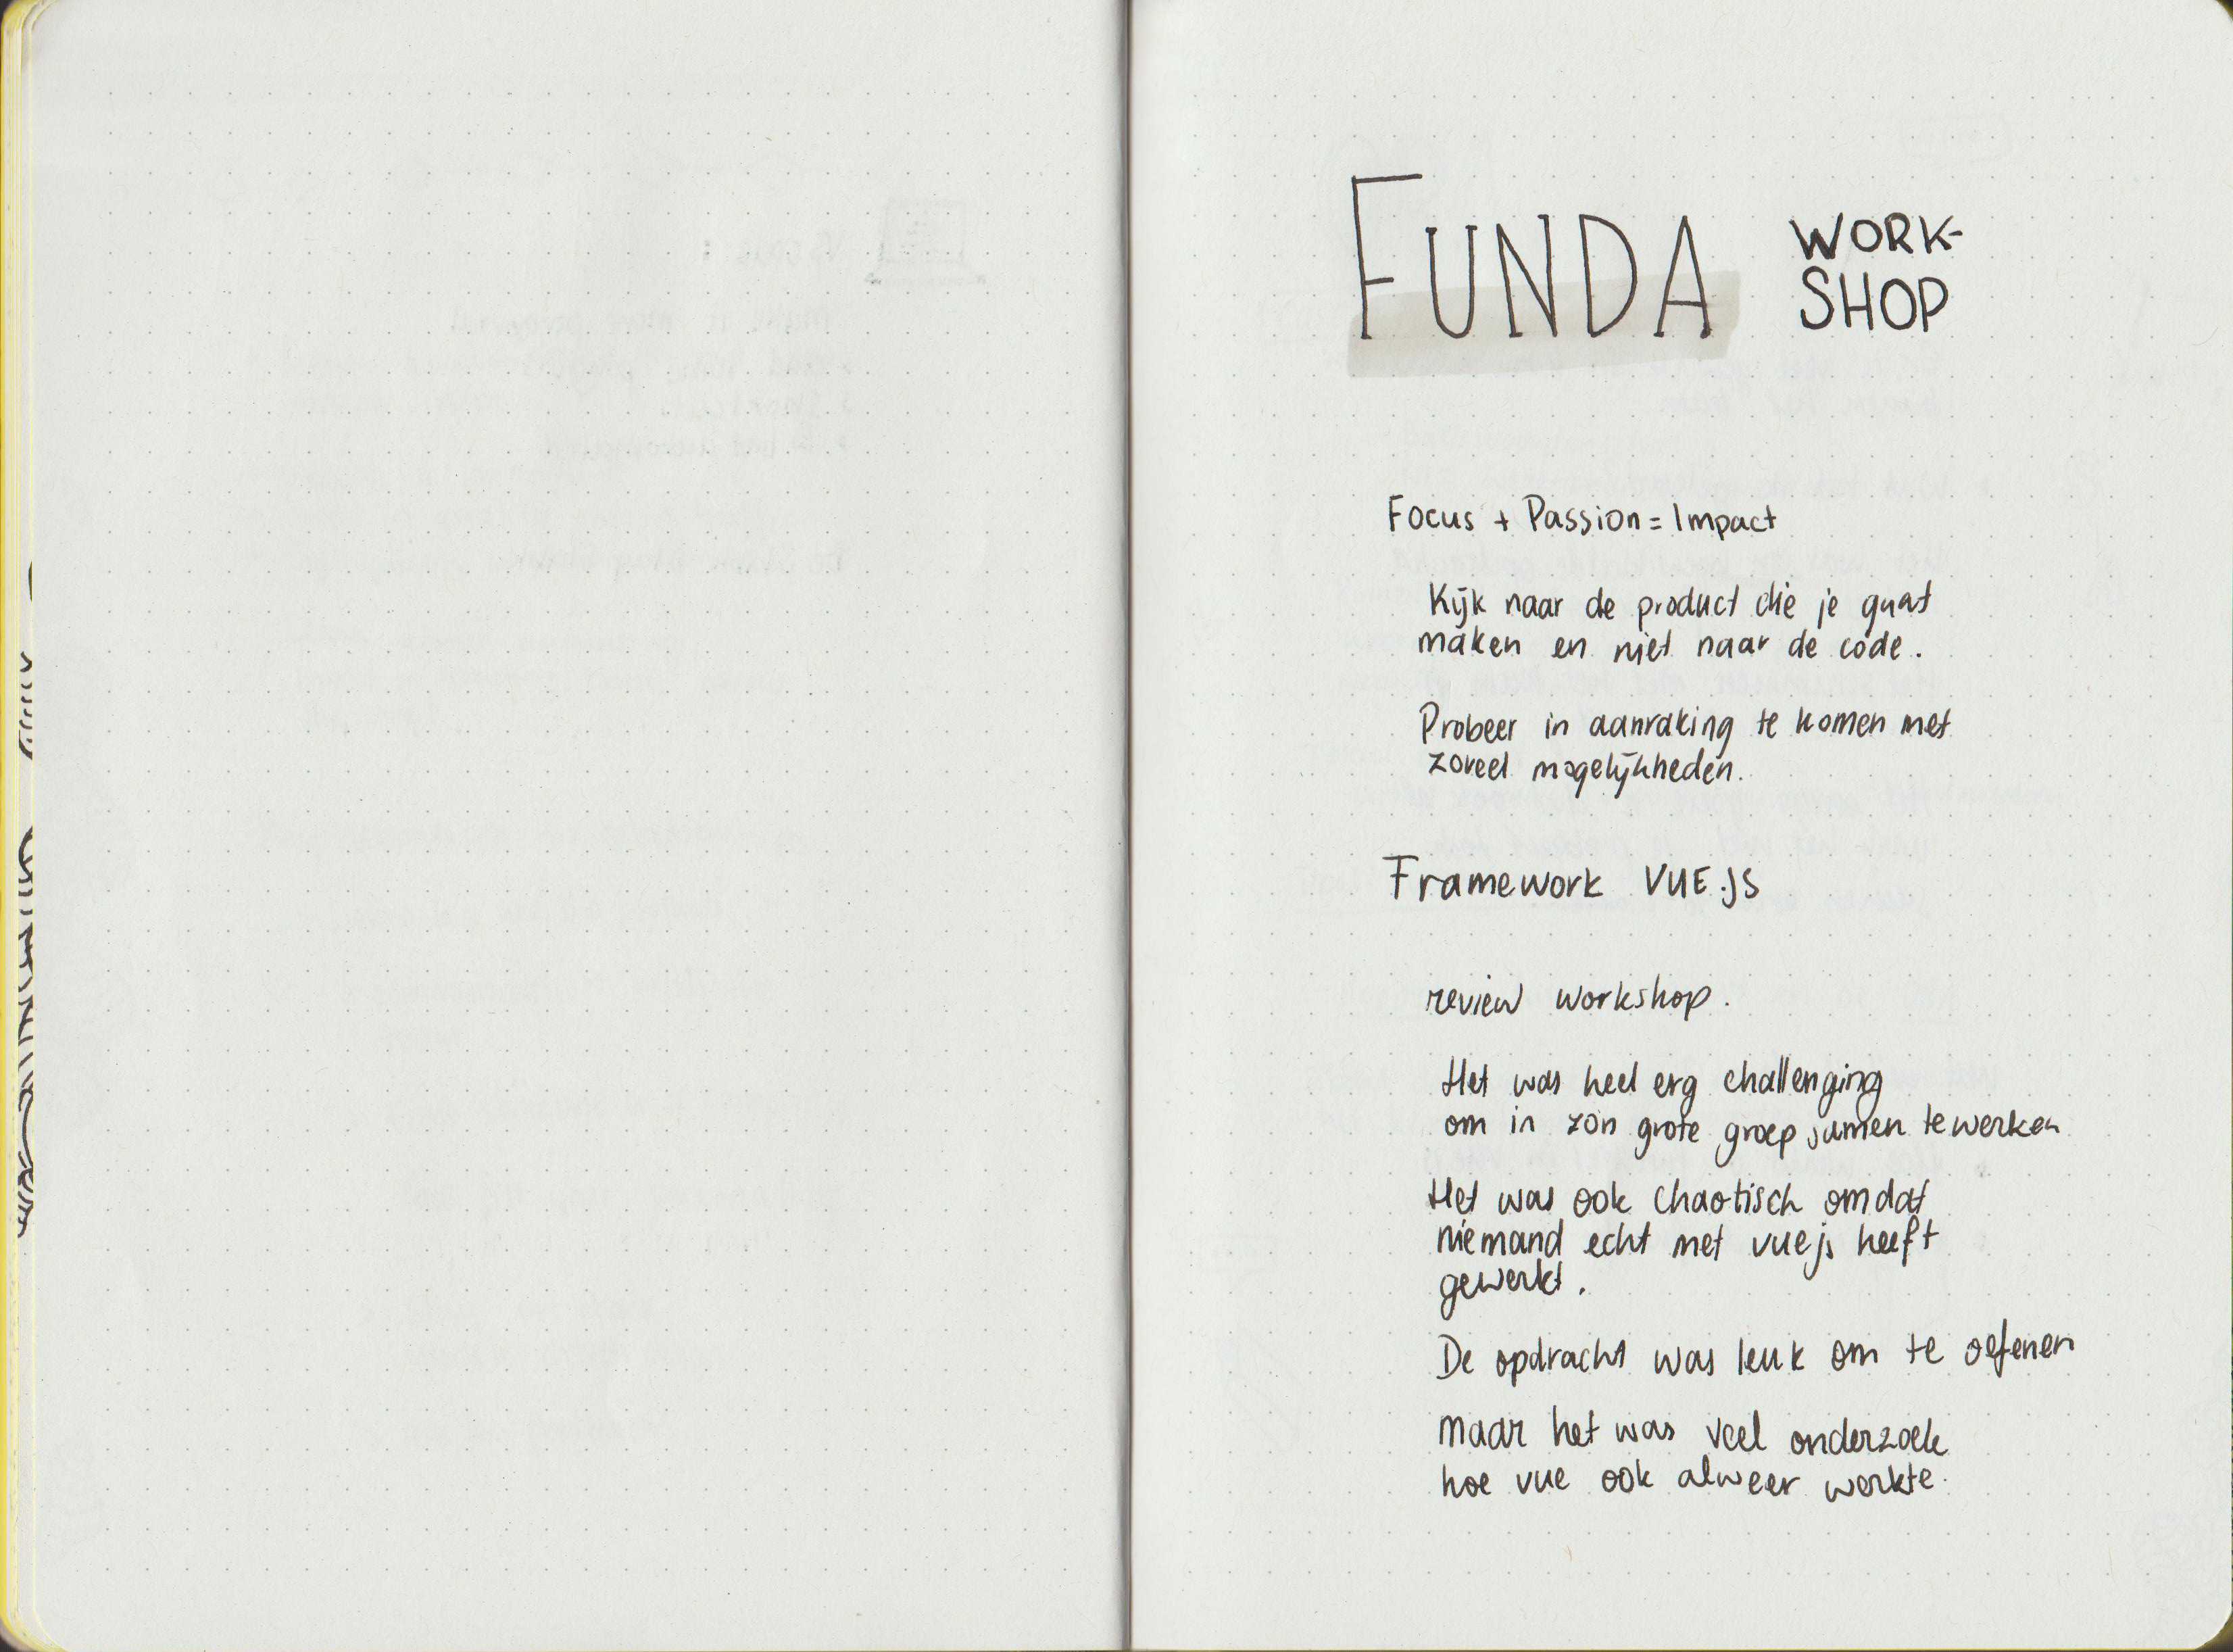 FUNDA WORK-
SHOP
Focus + Passion = Impact
Kijk naar de product die je gaat
maken en niet naar de code.
Probeer in aanraking te komen met
zoveel mogelijkheden.
Framework VUE.js
review workshop.
Het was heel erg challenging
om in zon grote groep samen te werken
Het was ook chaotisch omdat
niemand echt met vuejs heeft
gewerkt.
De opdracht was leuk om te oefenen
maar het was veel onderzoek
hoe vue ook alweer werkte.